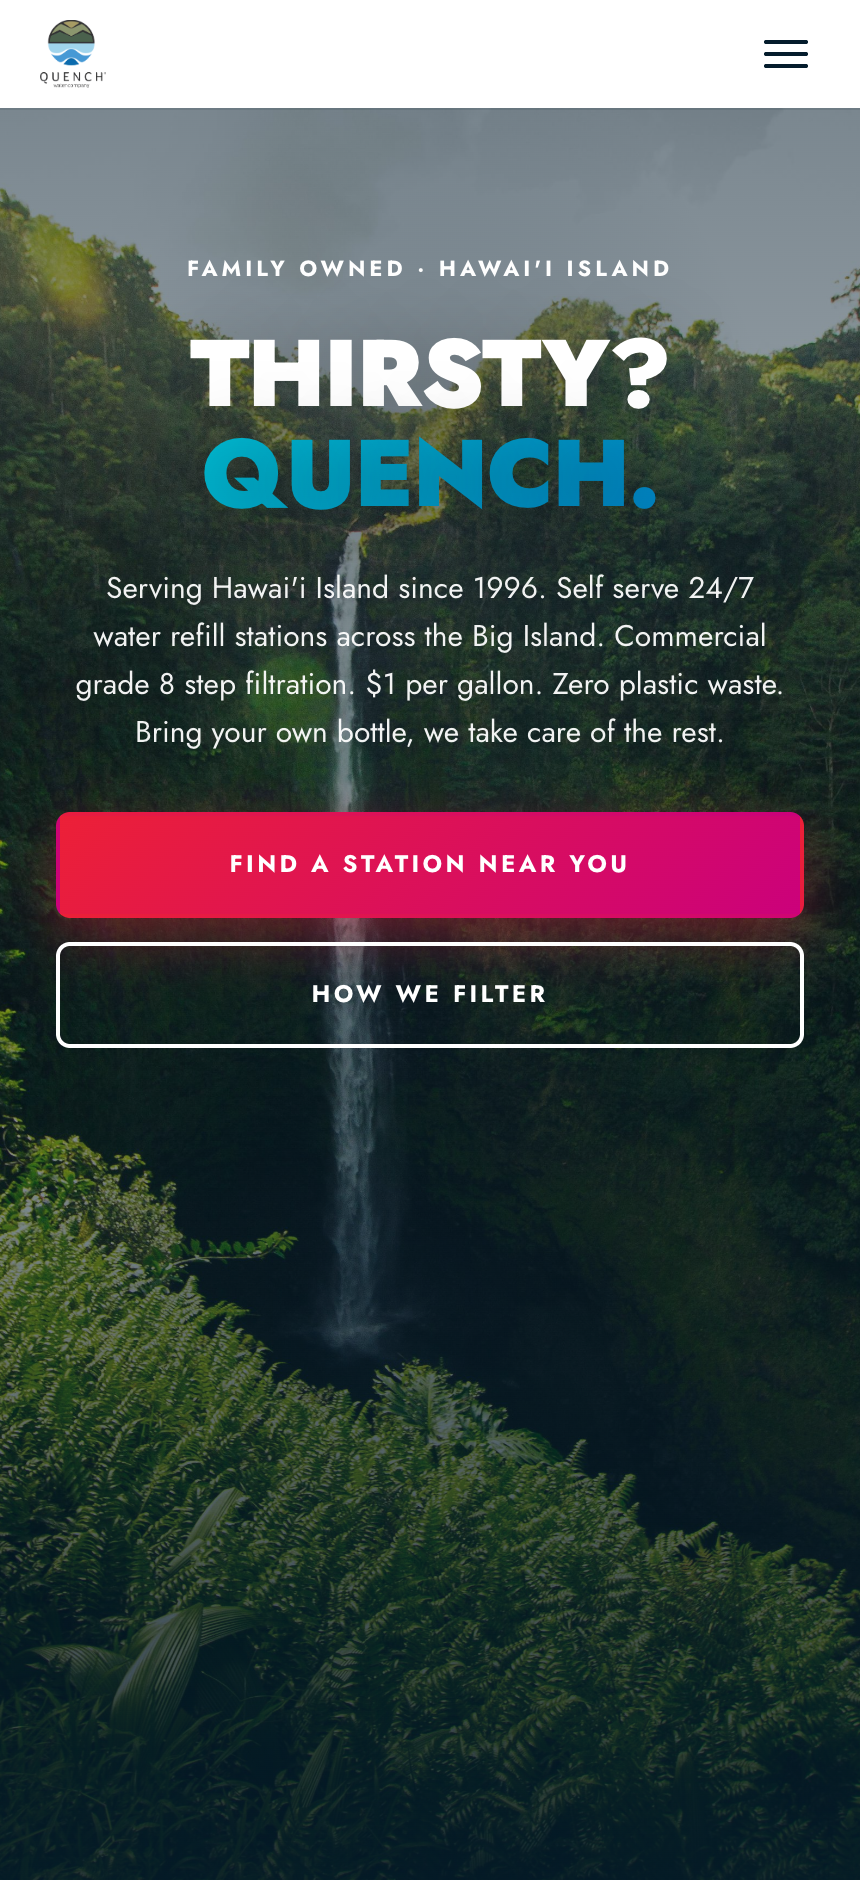 QUENCH
water company
FAMILY OWNED · HAWAI'I ISLAND
THIRSTY?
QUENCH.
Serving Hawai'i Island since 1996. Self serve 24/7
water refill stations across the Big Island. Commercial
grade 8 step filtration. $1 per gallon. Zero plastic waste.
Bring your own bottle, we take care of the rest.
FIND A STATION NEAR YOU
HOW WE FILTER